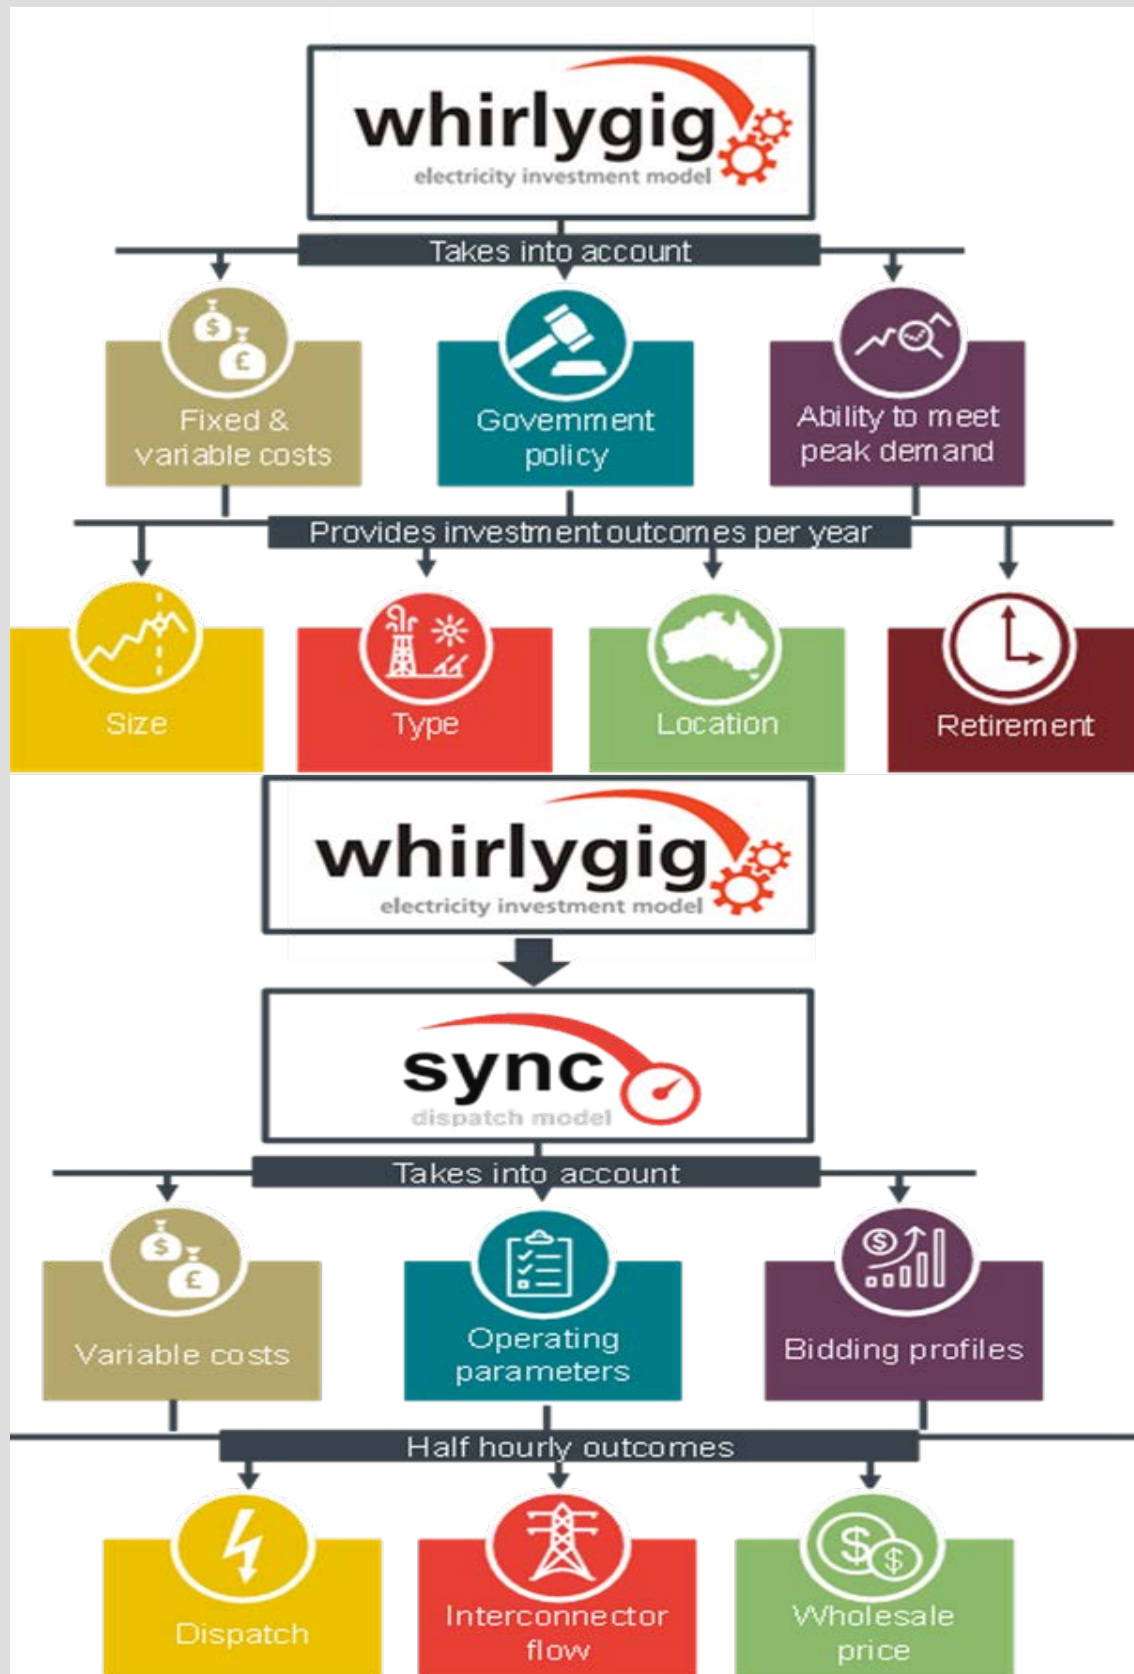 whirlygig
electricity investment model
Takes into account
Fixed &
variable costs
Government
policy
Ability to meet
peak demand
Provides investment outcomes per year
Size
Type
Location
Retirement
whirlygig
electricity investment model
sync
dispatch model
Takes into account
Variable costs
Operating
parameters
Bidding profiles
Half hourly outcomes
Dispatch
Interconnector
flow
Wholesale
price